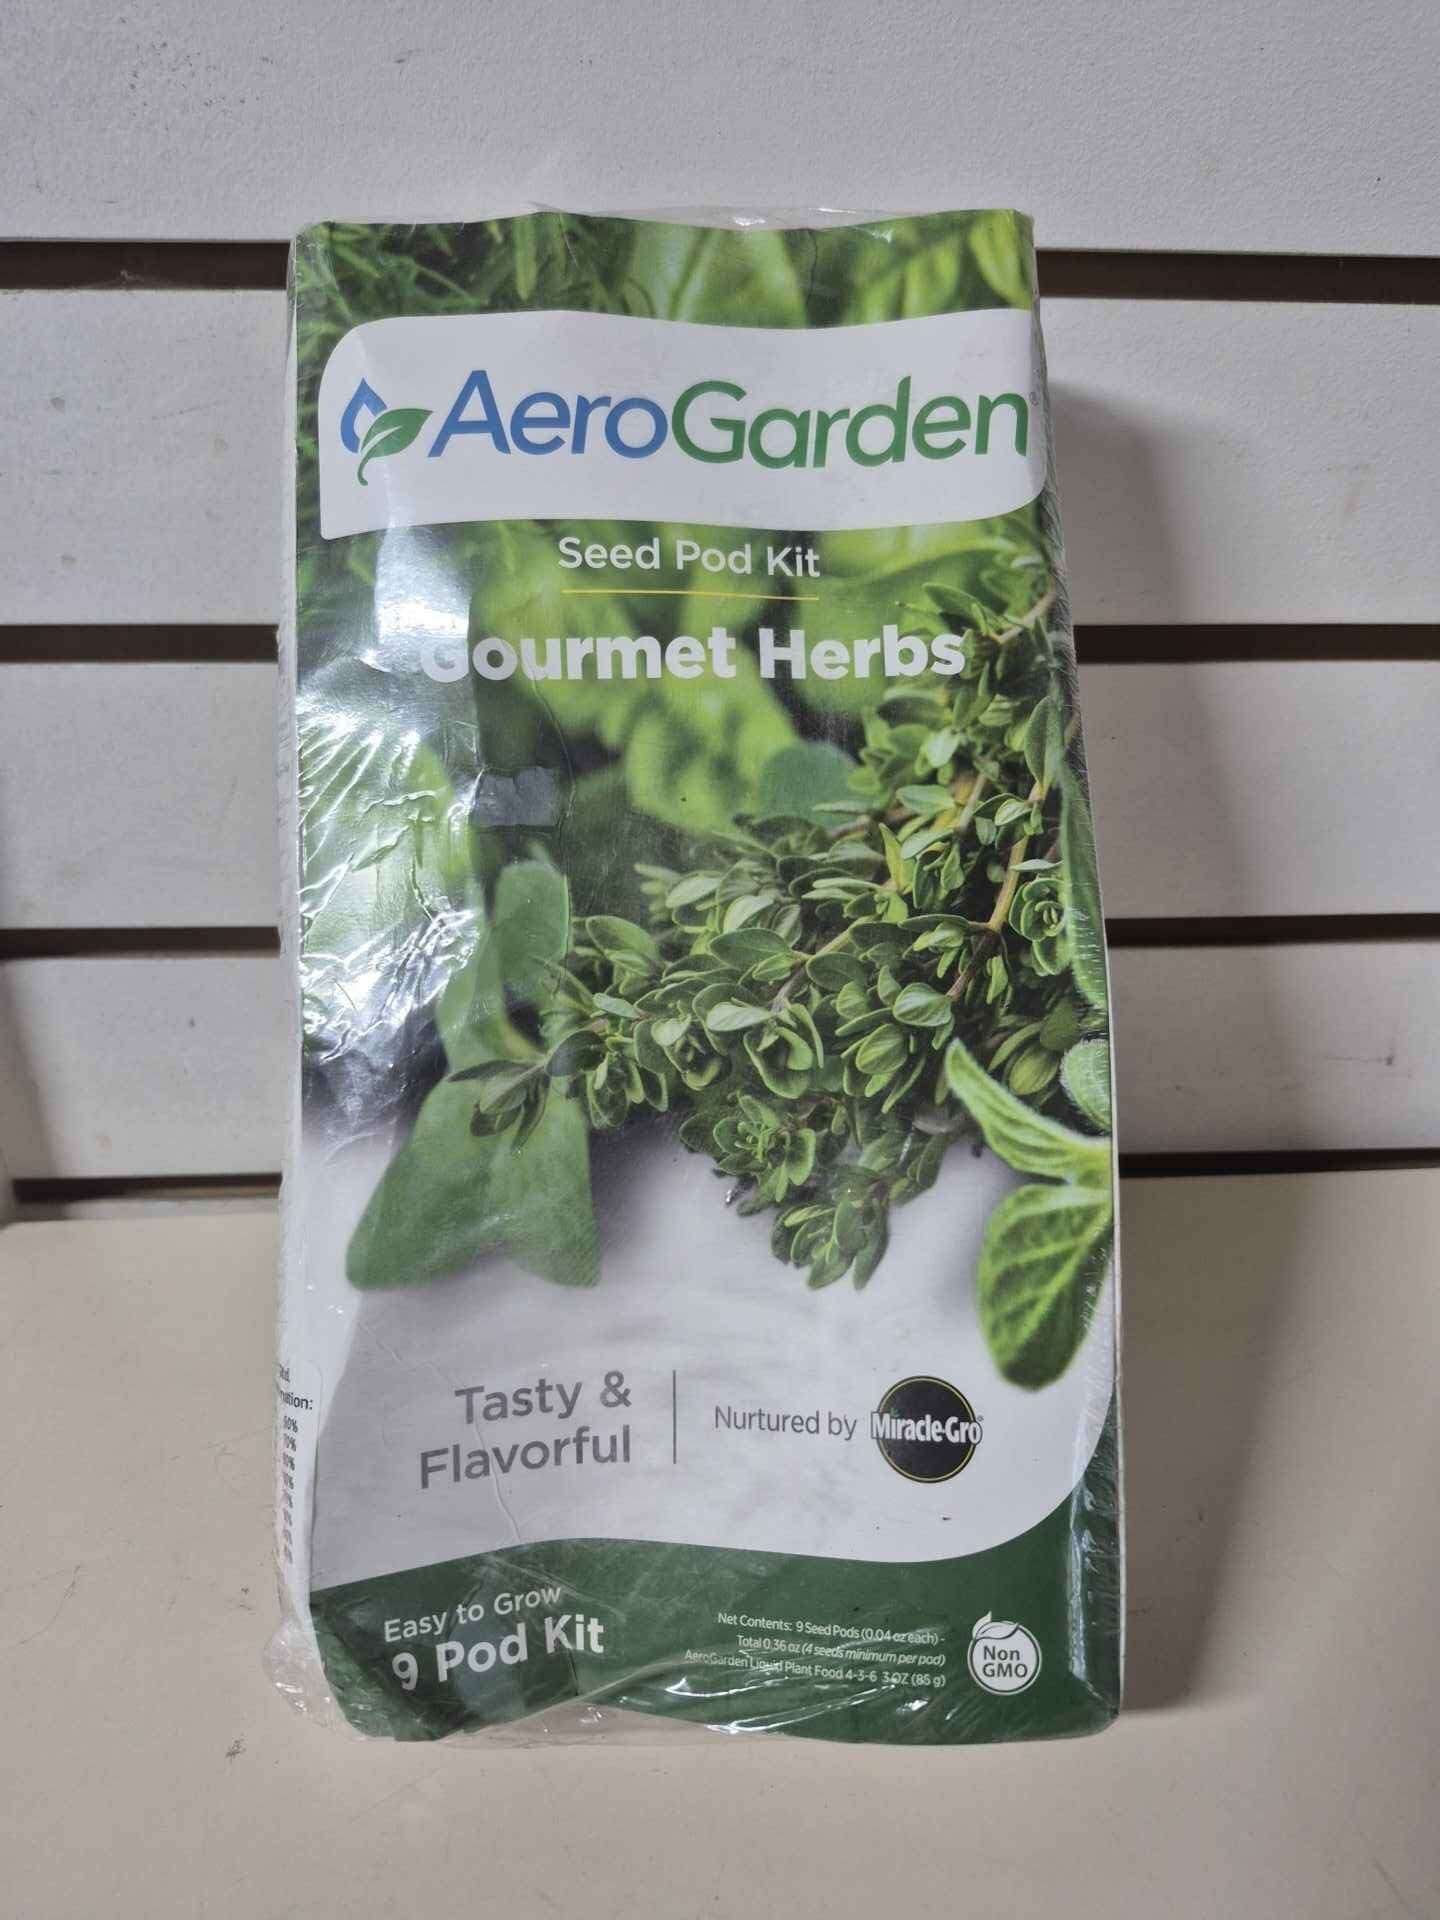 AeroGarden®
Seed Pod Kit
Gourmet Herbs
Tasty &
Flavorful
Nurtured by Miracle-Gro®
Easy to Grow
9 Pod Kit
Net Contents: 9 Seed Pods (0.04 oz each) -
Total 0.36 oz (4 seeds minimum per pod)
AeroGarden Liquid Plant Food 4-3-6 3 OZ (85 g)
Non
GMO